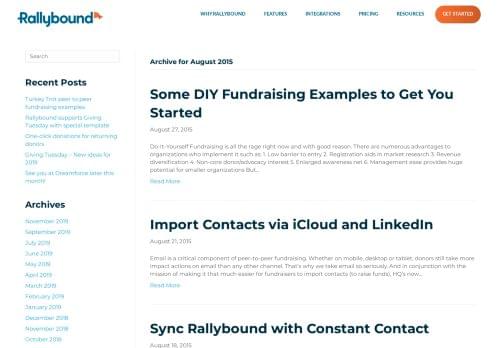 Rallybound
WHY RALLYBOUND
FEATURES
INTEGRATIONS
PRICING
RESOURCES
GET STARTED
Search
Recent Posts
Turkey Trot peer to peer
fundraising examples
Rallybound supports Giving
Tuesday with special template
One-click donations for returning
donors
Giving Tuesday – New ideas for
2019
See you at Dreamforce later this
month!
Archives
November 2019
September 2019
July 2019
June 2019
May 2019
April 2019
March 2019
February 2019
January 2019
December 2018
November 2018
October 2018
Archive for August 2015
Some DIY Fundraising Examples to Get You
Started
August 27, 2015
Do-It-Yourself Fundraising is all the rage right now and with good reason. There are numerous advantages to
organizations who implement it such as: 1. Low barrier to entry 2. Registration aids in market research 3. Revenue
diversification 4. Non-core donor/advocacy interest 5. Enlarged awareness net 6. Management ease provides huge
potential for smaller organizations But...
Read More
Import Contacts via iCloud and LinkedIn
August 21, 2015
Email is a critical component of peer-to-peer fundraising. Whether on mobile, desktop or tablet, donors still take more
impact actions on email than any other channel. That's why we take email so seriously. And in conjunction with the
mission of making it that much easier for fundraisers to import contacts (to raise funds), HQ's now...
Read More
Sync Rallybound with Constant Contact
August 18, 2015